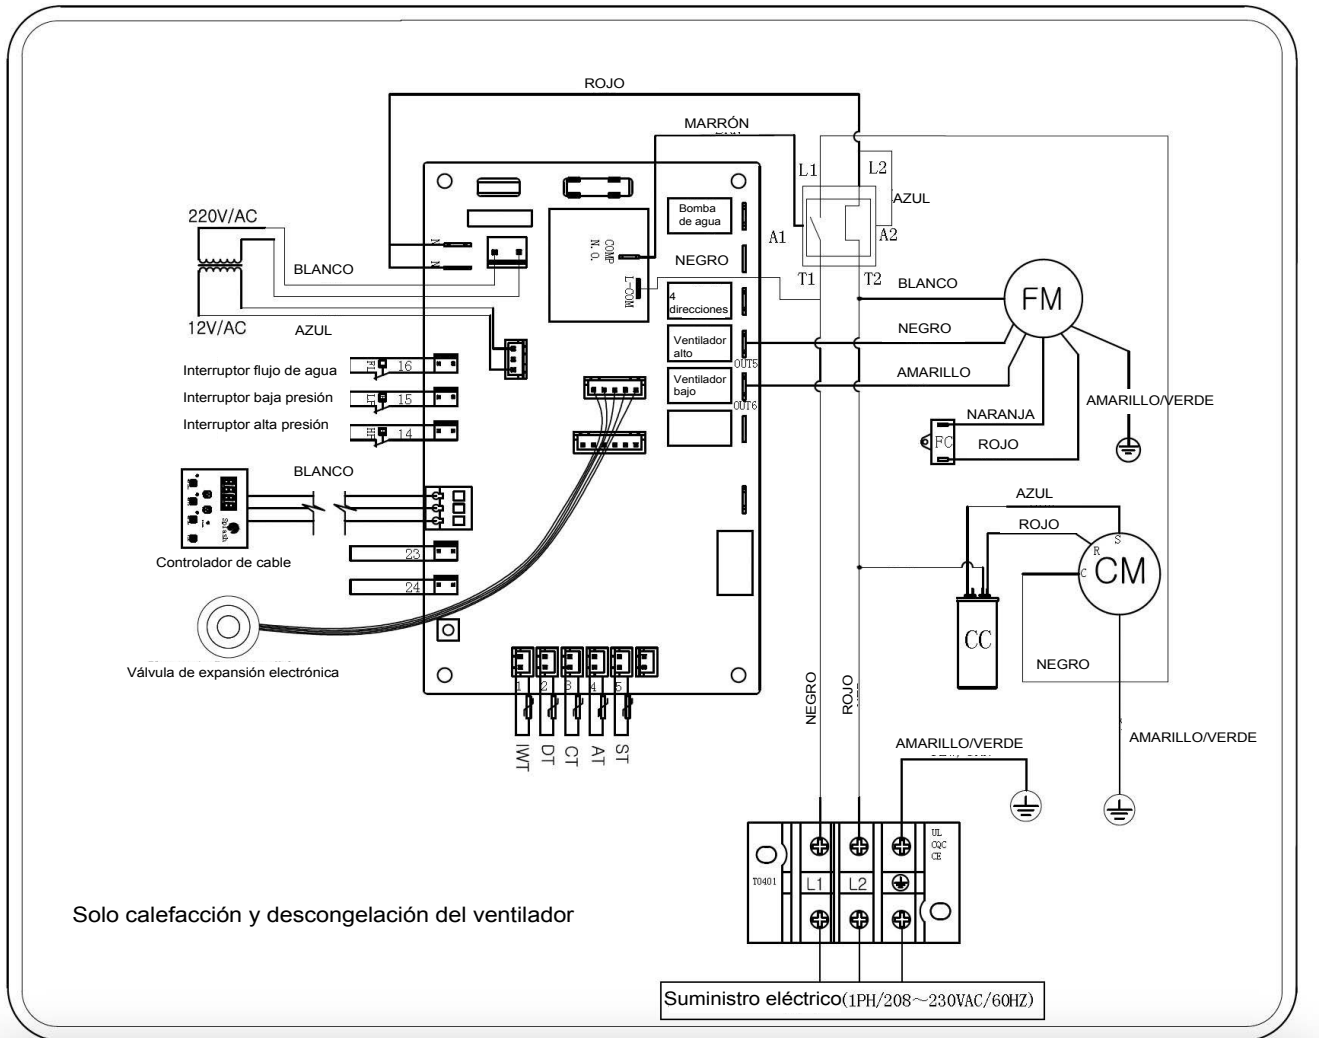 ROJO
MARRÓN
L1
L2
AZUL
A1
A2
T1
T2
220V/AC
BLANCO
12V/AC
AZUL
N
N
COMP
N.O.
L-COM
Bomba
de agua
NEGRO
4
direcciones
Ventilador
alto
OUT5
Ventilador
bajo
OUT6
BLANCO
NEGRO
AMARILLO
FM
NARANJA
ROJO
FC
AMARILLO/VERDE
Interruptor flujo de agua
16
Interruptor baja presión
LP
15
Interruptor alta presión
HP
14
BLANCO
Splash
Controlador de cable
23
24
Válvula de expansión electrónica
1
2
3
4
5
IWT
DT
CT
AT
ST
AZUL
ROJO
S
R
C
CM
CC
NEGRO
NEGRO
ROJO
AMARILLO/VERDE
AMARILLO/VERDE
UL
CQC
CE
T0401
L1
L2
Solo calefacción y descongelación del ventilador
Suministro eléctrico(1PH/208~230VAC/60HZ)